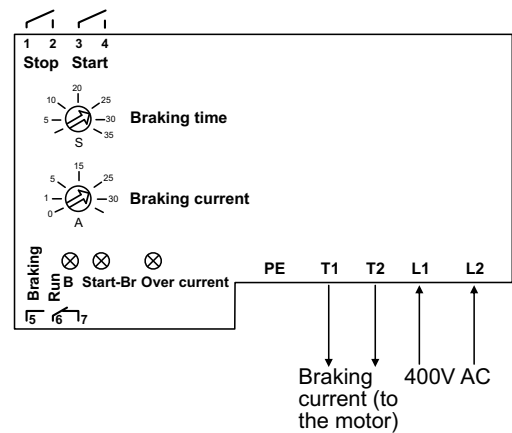 1 2 3 4
Stop Start
20
10 25
5 30
35
S
Braking time
15
5 25
1 30
0
A
Braking current
Braking
Run
B Start-Br Over current
5 6 7
PE T1 T2 L1 L2
Braking
current (to
the motor)
400V AC